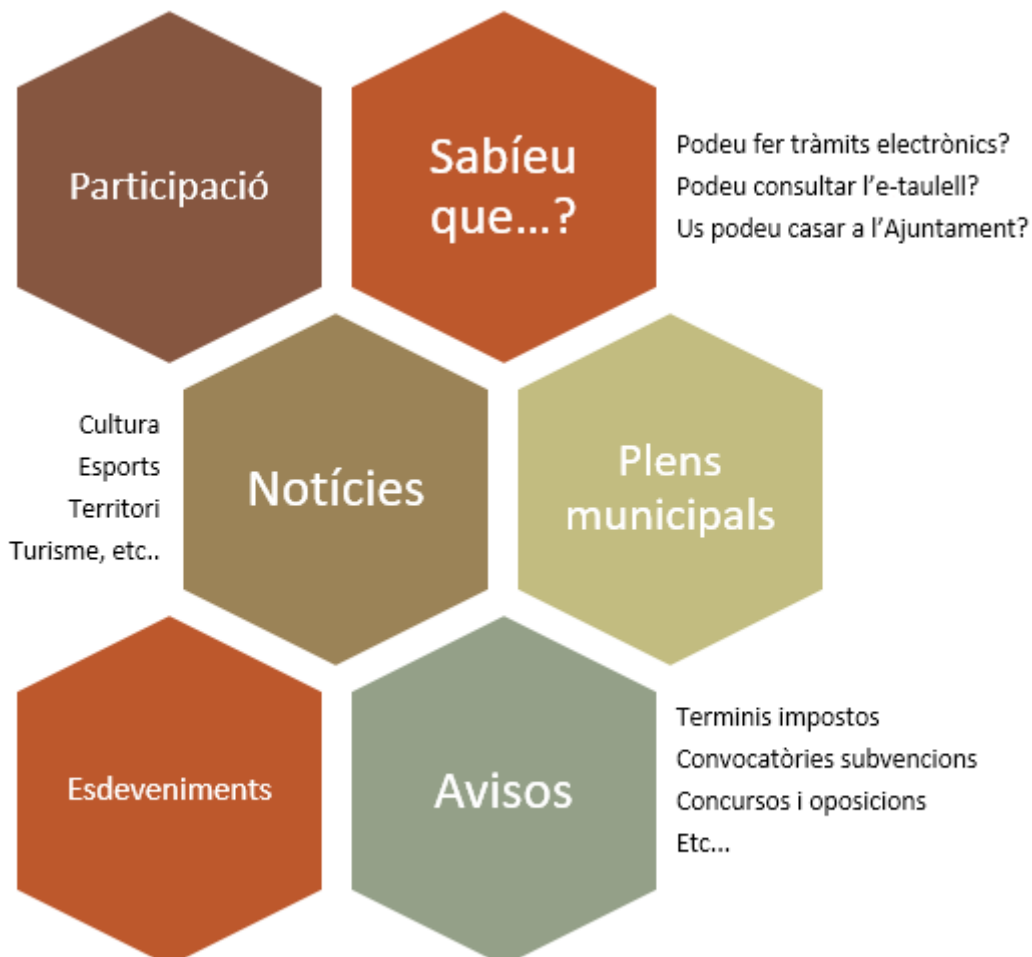 Participació
Sabíeu
que...?
Podeu fer tràmits electrònics?
Podeu consultar l'e-taulell?
Us podeu casar a l'Ajuntament?
Cultura
Esports
Territori
Turisme, etc..
Notícies
Plens
municipals
Esdeveniments
Avisos
Terminis impostos
Convocatòries subvencions
Concursos i oposicions
Etc...